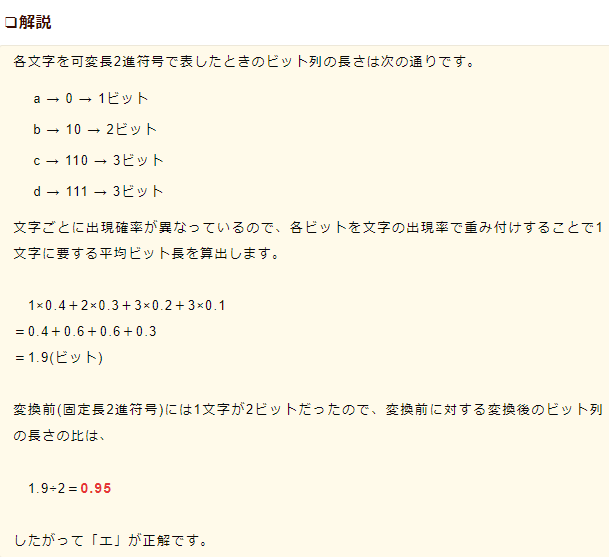 ❏解説
各文字を可変長2進符号で表したときのビット列の長さは次の通りです。
a → 0 → 1ビット
b → 10 → 2ビット
c → 110 → 3ビット
d → 111 → 3ビット
文字ごとに出現確率が異なっているので、各ビットを文字の出現率で重み付けすることで1
文字に要する平均ビット長を算出します。
1×0.4＋2×0.3＋3×0.2＋3×0.1
＝0.4＋0.6＋0.6＋0.3
＝1.9(ビット)
変換前(固定長2進符号)には1文字が2ビットだったので、変換前に対する変換後のビット列
の長さの比は、
1.9÷2＝0.95
したがって「エ」が正解です。